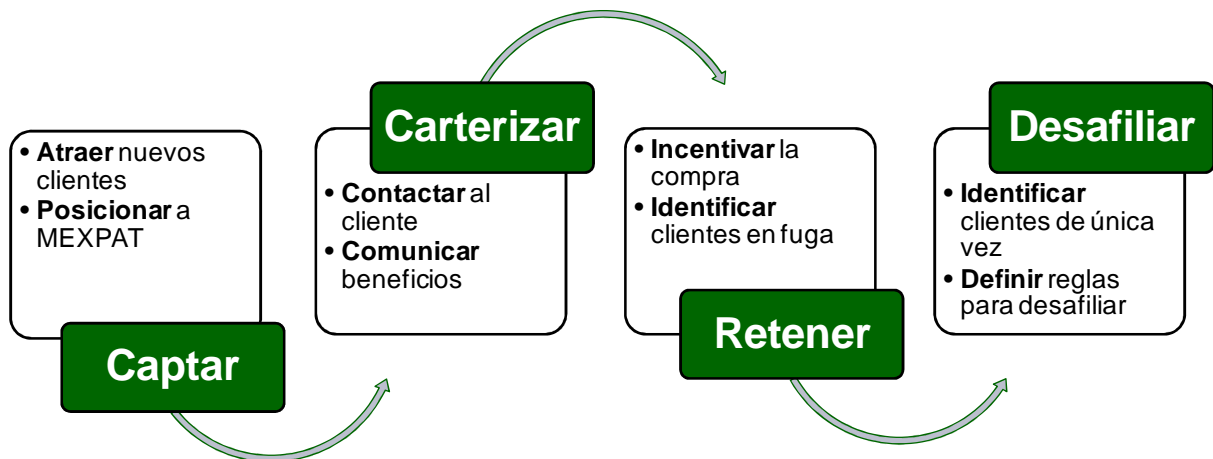 • Atraer nuevos
clientes
• Posicionar a
MEXPAT
Captar
Carterizar
• Contactar al
cliente
• Comunicar
beneficios
• Incentivar la
compra
• Identificar
clientes en fuga
Retener
Desafiliar
• Identificar
clientes de única
vez
• Definir reglas
para desafiliar